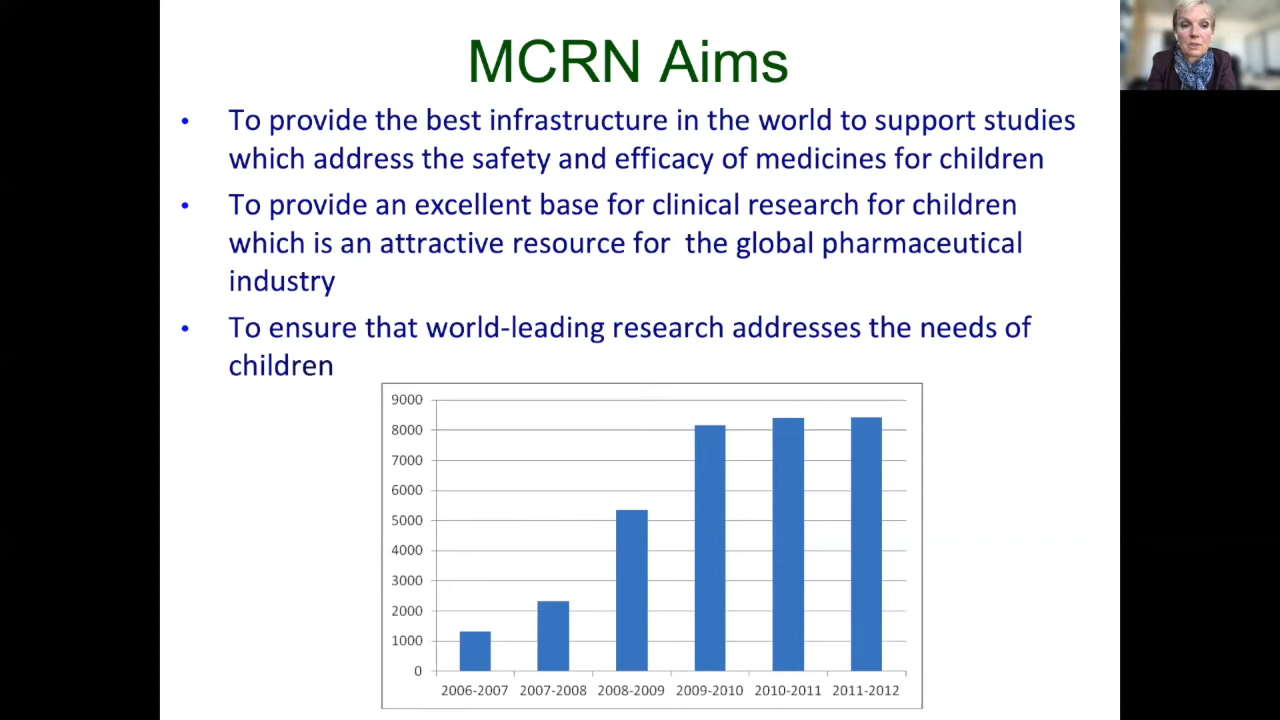 MCRN Aims
• To provide the best infrastructure in the world to support studies
which address the safety and efficacy of medicines for children
• To provide an excellent base for clinical research for children
which is an attractive resource for the global pharmaceutical
industry
• To ensure that world-leading research addresses the needs of
children
9000
8000
7000
6000
5000
4000
3000
2000
1000
0
2006-2007 2007-2008 2008-2009 2009-2010 2010-2011 2011-2012